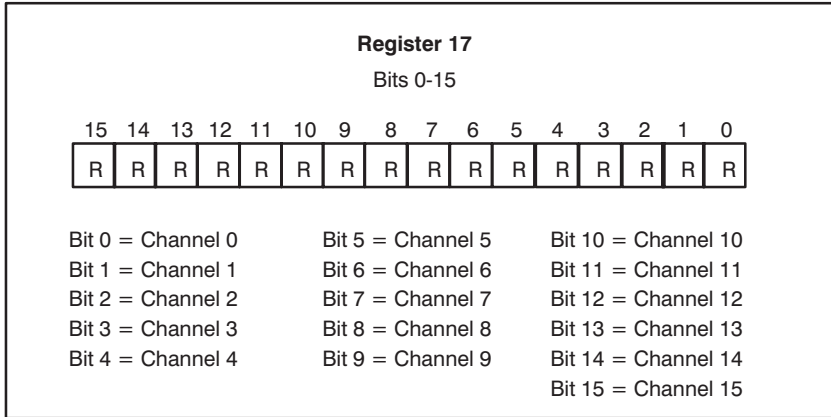 Register 17
Bits 0-15
15 14 13 12 11 10 9 8 7 6 5 4 3 2 1 0
R R R R R R R R R R R R R R R R
Bit 0 = Channel 0 Bit 5 = Channel 5 Bit 10 = Channel 10
Bit 1 = Channel 1 Bit 6 = Channel 6 Bit 11 = Channel 11
Bit 2 = Channel 2 Bit 7 = Channel 7 Bit 12 = Channel 12
Bit 3 = Channel 3 Bit 8 = Channel 8 Bit 13 = Channel 13
Bit 4 = Channel 4 Bit 9 = Channel 9 Bit 14 = Channel 14
Bit 15 = Channel 15